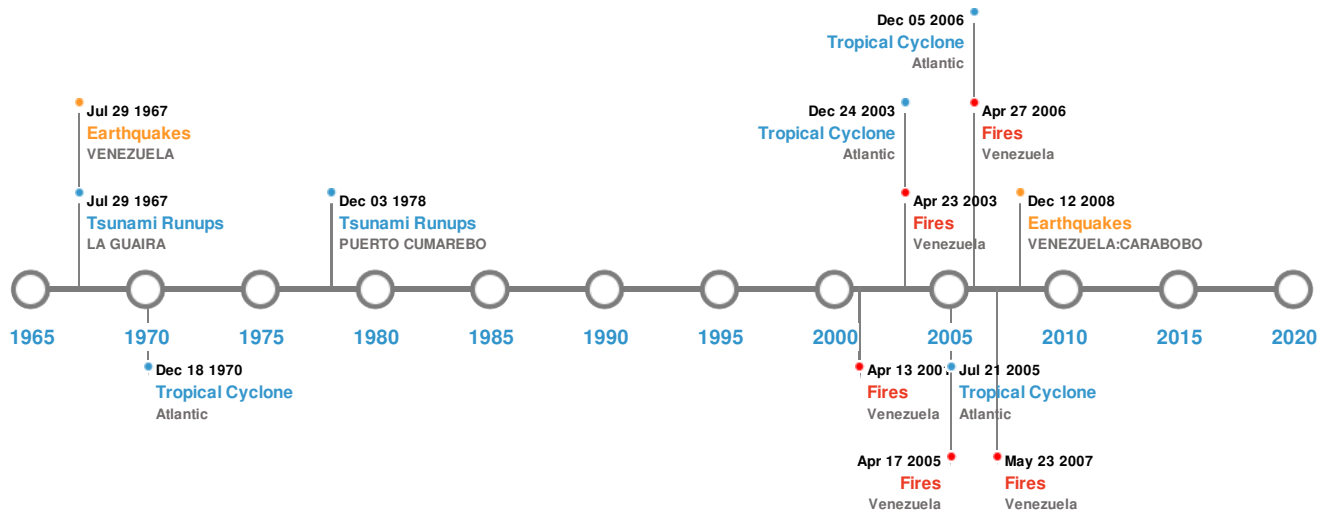 Dec 05 2006
Tropical Cyclone
Atlantic
Jul 29 1967
Earthquakes
VENEZUELA
Dec 24 2003
Tropical Cyclone
Atlantic
Apr 27 2006
Fires
Venezuela
Jul 29 1967
Tsunami Runups
LA GUAIRA
Dec 03 1978
Tsunami Runups
PUERTO CUMAREBO
Apr 23 2003
Fires
Venezuela
Dec 12 2008
Earthquakes
VENEZUELA:CARABOBO
1965 1970 1975 1980 1985 1990 1995 2000 2005 2010 2015 2020
Dec 18 1970
Tropical Cyclone
Atlantic
Apr 13 2001
Fires
Venezuela
Jul 21 2005
Tropical Cyclone
Atlantic
Apr 17 2005
Fires
Venezuela
May 23 2007
Fires
Venezuela